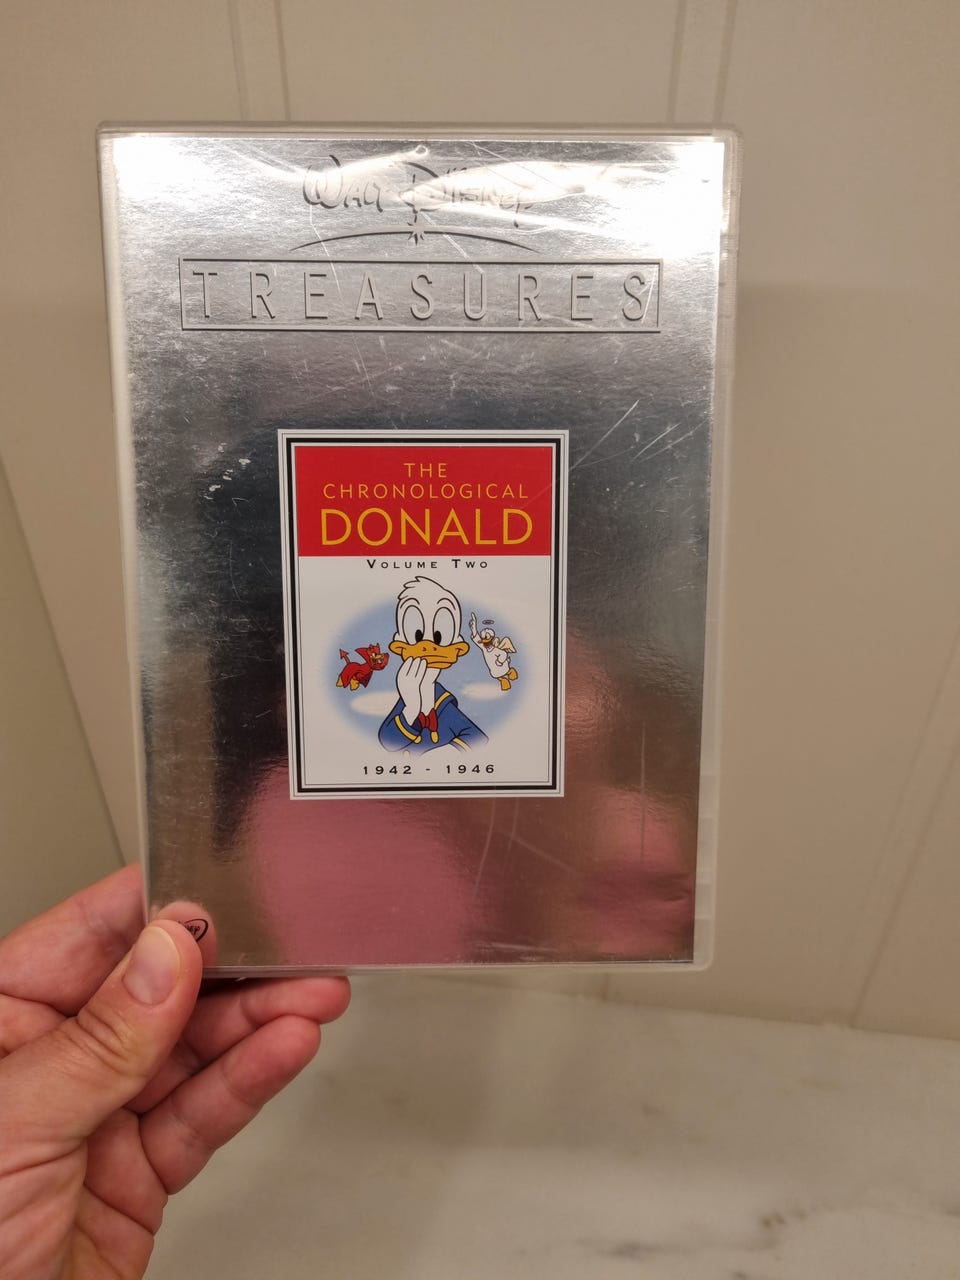 WALT DISNEY
TREASURES
THE
CHRONOLOGICAL
DONALD
VOLUME TWO
1942 - 1946